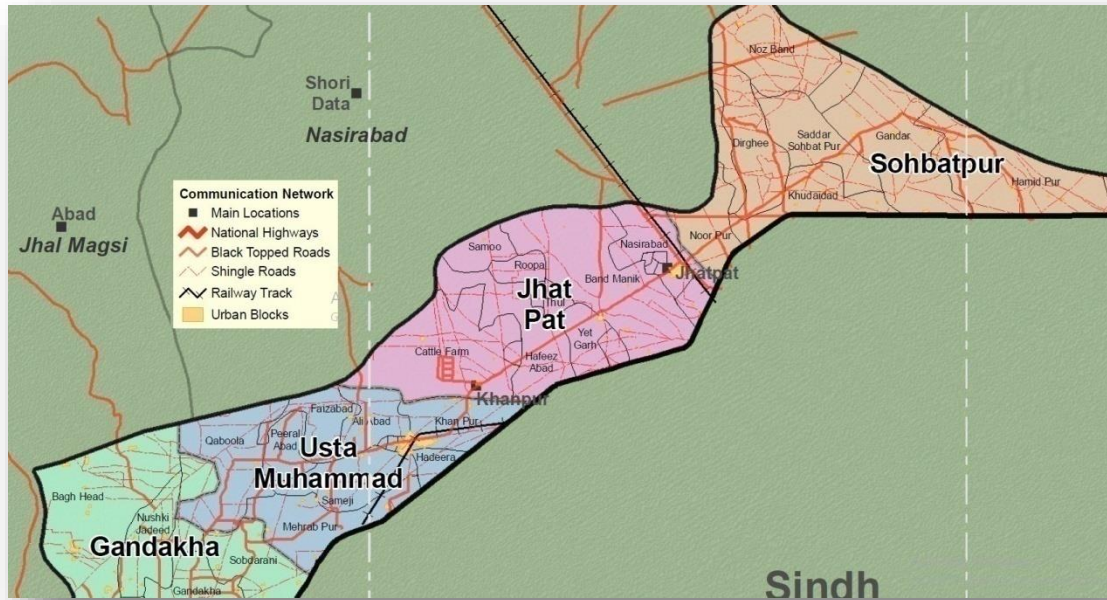 Noz Band
Shori
Data
Nasirabad
Saddar
Sohbat Pur
Gandar
Dirghee
Sohbatpur
Hamid Pur
Khudaidad
Communication Network
Main Locations
National Highways
Black Topped Roads
Shingle Roads
Railway Track
Urban Blocks
Abad
Jhal Magsi
Noor Pur
Samoo
Nasirabad
Roopa
Jhatpat
Band Manik
Jhat
Pat
Thul
Yet
Garh
Cattle Farm
Hafeez
Abad
Khanpur
Faizabad
Ali Abad
Khan Pur
Qaboola
Peeral
Abad
Usta
Muhammad
Hadeera
Bagh Head
Sameji
Nushki
Jadeed
Mehrab Pur
Gandakha
Sobdarani
Gandakha
Sindh